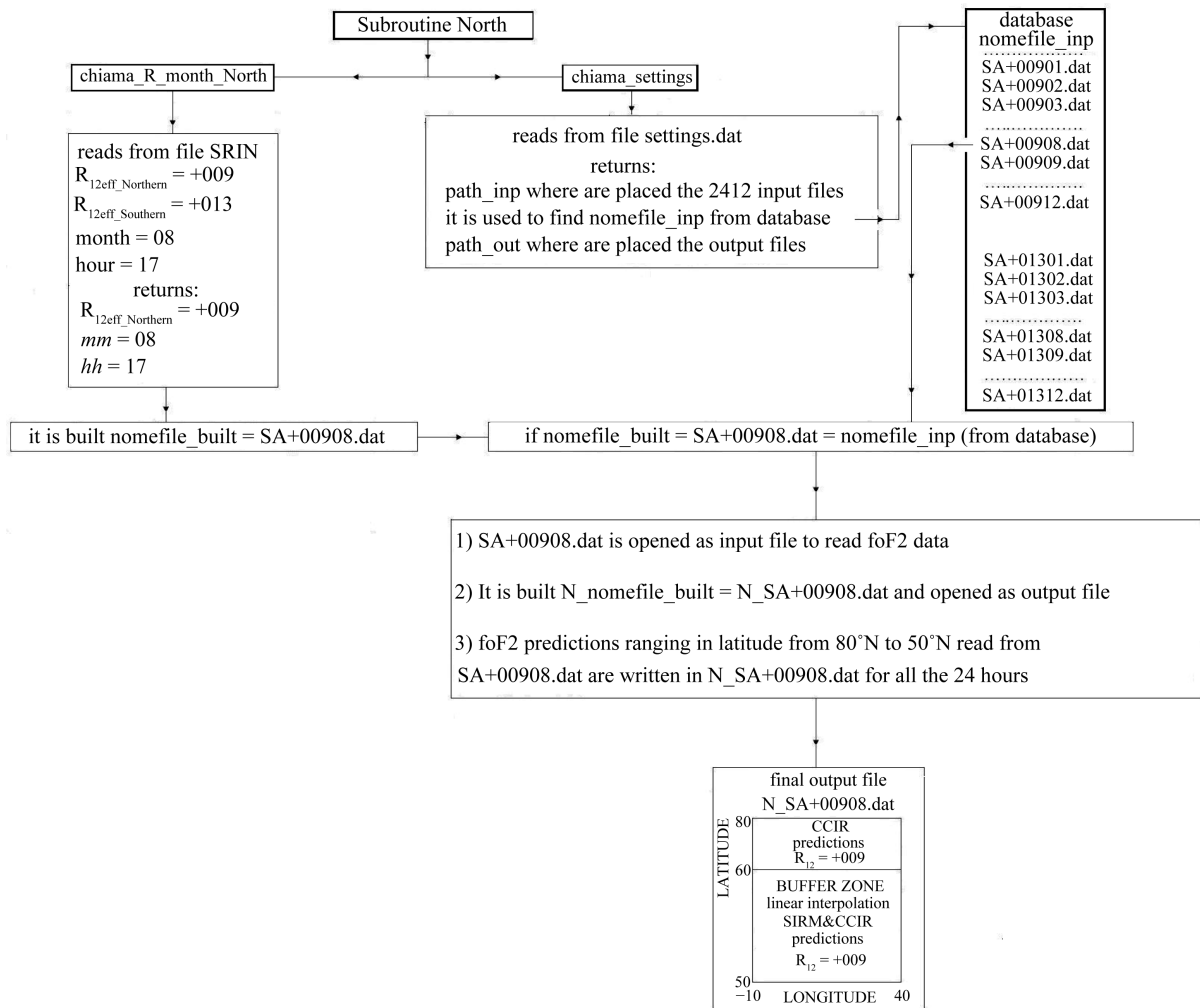 Subroutine North
chiama_R_month_North
chiama_settings
reads from file SRIN
R12eff_Northern = +009
R12eff_Southern = +013
month = 08
hour = 17
returns:
R12eff_Northern = +009
mm = 08
hh = 17
reads from file settings.dat
returns:
path_inp where are placed the 2412 input files
it is used to find nomefile_inp from database
path_out where are placed the output files
database
nomefile_inp
..................
SA+00901.dat
SA+00902.dat
SA+00903.dat
..................
SA+00908.dat
SA+00909.dat
..................
SA+00912.dat
SA+01301.dat
SA+01302.dat
SA+01303.dat
..................
SA+01308.dat
SA+01309.dat
..................
SA+01312.dat
it is built nomefile_built = SA+00908.dat
if nomefile_built = SA+00908.dat = nomefile_inp (from database)
1) SA+00908.dat is opened as input file to read foF2 data
2) It is built N_nomefile_built = N_SA+00908.dat and opened as output file
3) foF2 predictions ranging in latitude from 80˚N to 50˚N read from
SA+00908.dat are written in N_SA+00908.dat for all the 24 hours
final output file
N_SA+00908.dat
LATITUDE
80
CCIR
predictions
R12 = +009
60
BUFFER ZONE
linear interpolation
SIRM&CCIR
predictions
R12 = +009
50
−10 LONGITUDE 40